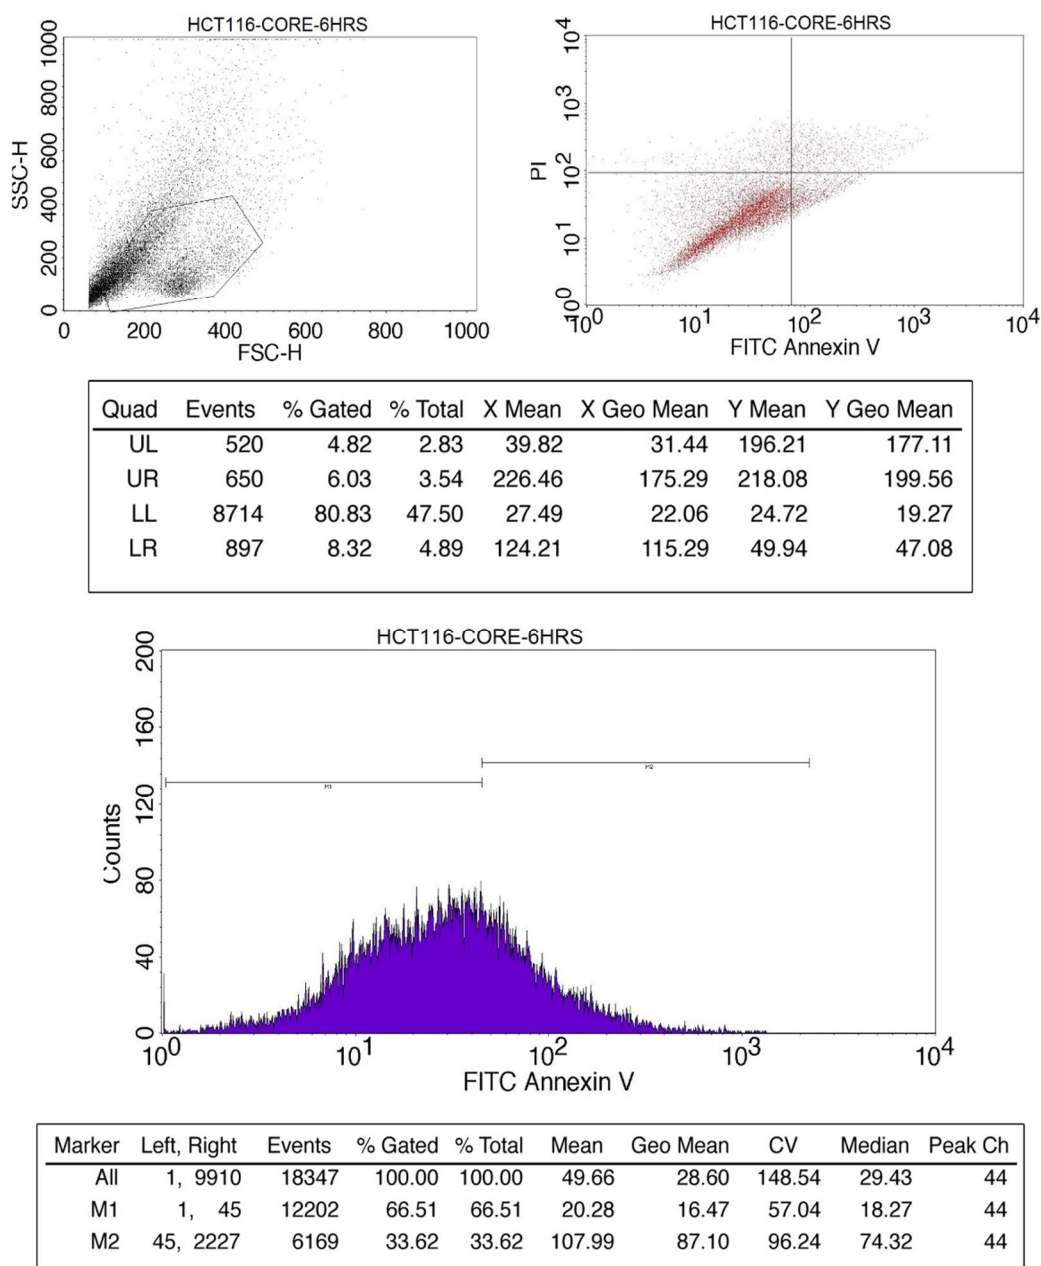 HCT116-CORE-6HRS
SSC-H
1000
800
600
400
200
0
0 200 400 600 800 1000
FSC-H
HCT116-CORE-6HRS
PI
10^4
10^3
10^2
10^1
10^0
10^0 10^1 10^2 10^3 10^4
FITC Annexin V
Quad Events % Gated % Total X Mean X Geo Mean Y Mean Y Geo Mean
UL 520 4.82 2.83 39.82 31.44 196.21 177.11
UR 650 6.03 3.54 226.46 175.29 218.08 199.56
LL 8714 80.83 47.50 27.49 22.06 24.72 19.27
LR 897 8.32 4.89 124.21 115.29 49.94 47.08
HCT116-CORE-6HRS
Counts
200
160
120
80
40
0
M2
M1
10^0 10^1 10^2 10^3 10^4
FITC Annexin V
Marker Left, Right Events % Gated % Total Mean Geo Mean CV Median Peak Ch
All 1, 9910 18347 100.00 100.00 49.66 28.60 148.54 29.43 44
M1 1, 45 12202 66.51 66.51 20.28 16.47 57.04 18.27 44
M2 45, 2227 6169 33.62 33.62 107.99 87.10 96.24 74.32 44